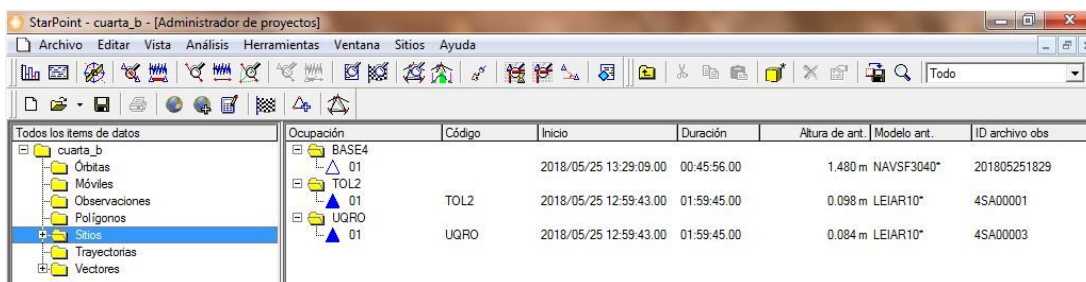 StarPoint - cuarta_b - [Administrador de proyectos]
Archivo Editar Vista Análisis Herramientas Ventana Sitios Ayuda
Todo
Todos los items de datos
cuarta_b
Órbitas
Móviles
Observaciones
Polígonos
Sitios
Trayectorias
Vectores
Ocupación Código Inicio Duración Altura de ant. Modelo ant. ID archivo obs
BASE4
01 2018/05/25 13:29:09.00 00:45:56.00 1.480 m NAVSF3040* 201805251829
TOL2
01 TOL2 2018/05/25 12:59:43.00 01:59:45.00 0.098 m LEIAR10* 4SA00001
UQRO
01 UQRO 2018/05/25 12:59:43.00 01:59:45.00 0.084 m LEIAR10* 4SA00003